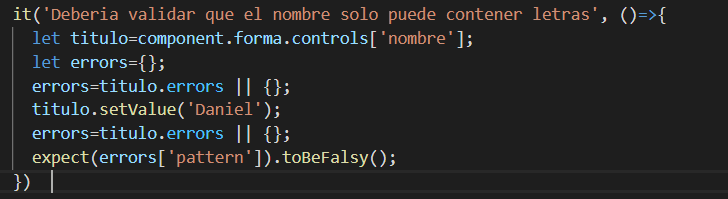 it('Deberia validar que el nombre solo puede contener letras', ()=>{
let titulo=component.forma.controls['nombre'];
let errors={};
errors=titulo.errors || {};
titulo.setValue('Daniel');
errors=titulo.errors || {};
expect(errors['pattern']).toBeFalsy();
})